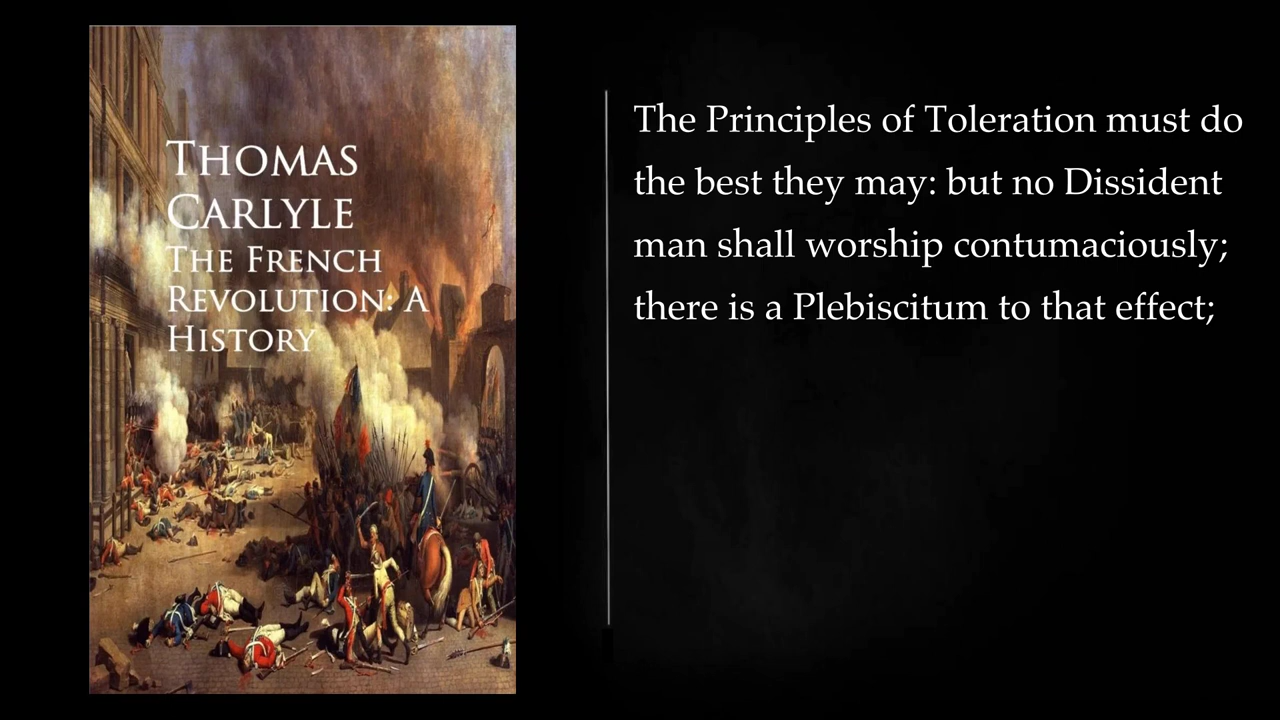 THOMAS
CARLYLE
THE FRENCH
REVOLUTION: A
HISTORY
The Principles of Toleration must do
the best they may: but no Dissident
man shall worship contumaciously;
there is a Plebiscitum to that effect;